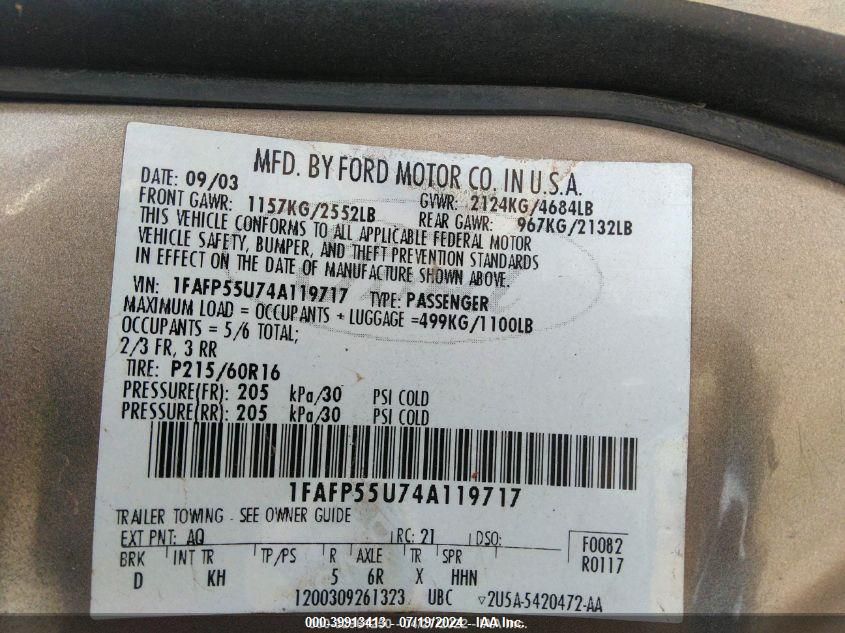 MFD. BY FORD MOTOR CO. IN U.S.A.
DATE: 09/03 GVWR: 2124KG/4684LB
FRONT GAWR: 1157KG/2552LB REAR GAWR: 967KG/2132LB
THIS VEHICLE CONFORMS TO ALL APPLICABLE FEDERAL MOTOR
VEHICLE SAFETY, BUMPER, AND THEFT PREVENTION STANDARDS
IN EFFECT ON THE DATE OF MANUFACTURE SHOWN ABOVE.
VIN: 1FAFP55U74A119717 TYPE: PASSENGER
MAXIMUM LOAD = OCCUPANTS + LUGGAGE =499KG/1100LB
OCCUPANTS = 5/6 TOTAL;
2/3 FR, 3 RR
TIRE: P215/60R16
PRESSURE(FR): 205 kPa/30 PSI COLD
PRESSURE(RR): 205 kPa/30 PSI COLD
1FAFP55U74A119717
TRAILER TOWING - SEE OWNER GUIDE
EXT PNT: AQ RC: 21 DSO: F0082
BRK INT TR TP/PS R AXLE TR SPR R0117
D KH 5 6R X HHN
1200309261323 UBC 2U5A-5420472-AA
000-39913413 - 07/19/2024 - IAA Inc.